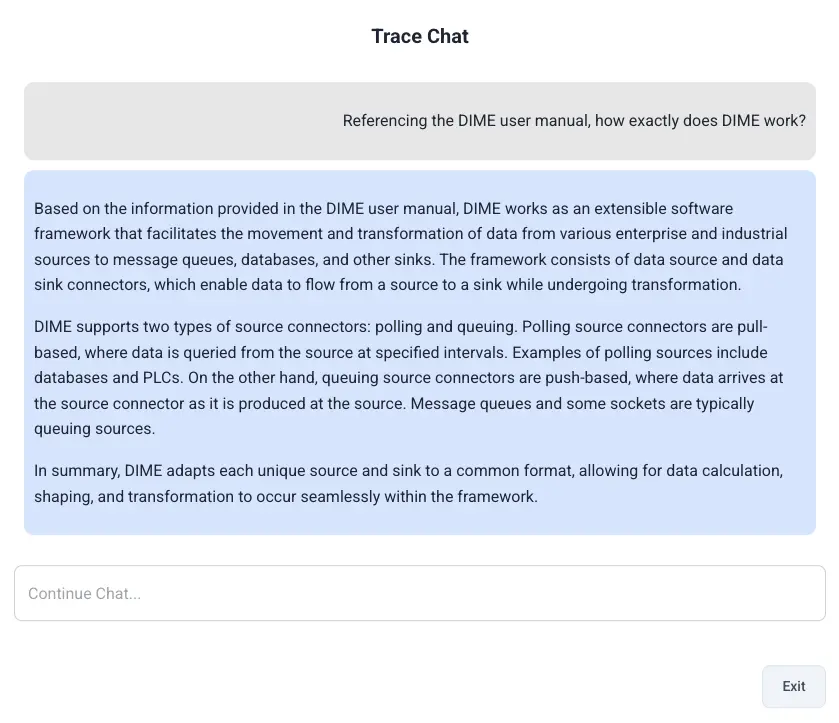 Trace Chat
Referencing the DIME user manual, how exactly does DIME work?
Based on the information provided in the DIME user manual, DIME works as an extensible software
framework that facilitates the movement and transformation of data from various enterprise and industrial
sources to message queues, databases, and other sinks. The framework consists of data source and data
sink connectors, which enable data to flow from a source to a sink while undergoing transformation.
DIME supports two types of source connectors: polling and queuing. Polling source connectors are pull-
based, where data is queried from the source at specified intervals. Examples of polling sources include
databases and PLCs. On the other hand, queuing source connectors are push-based, where data arrives at
the source connector as it is produced at the source. Message queues and some sockets are typically
queuing sources.
In summary, DIME adapts each unique source and sink to a common format, allowing for data calculation,
shaping, and transformation to occur seamlessly within the framework.
Continue Chat...
Exit